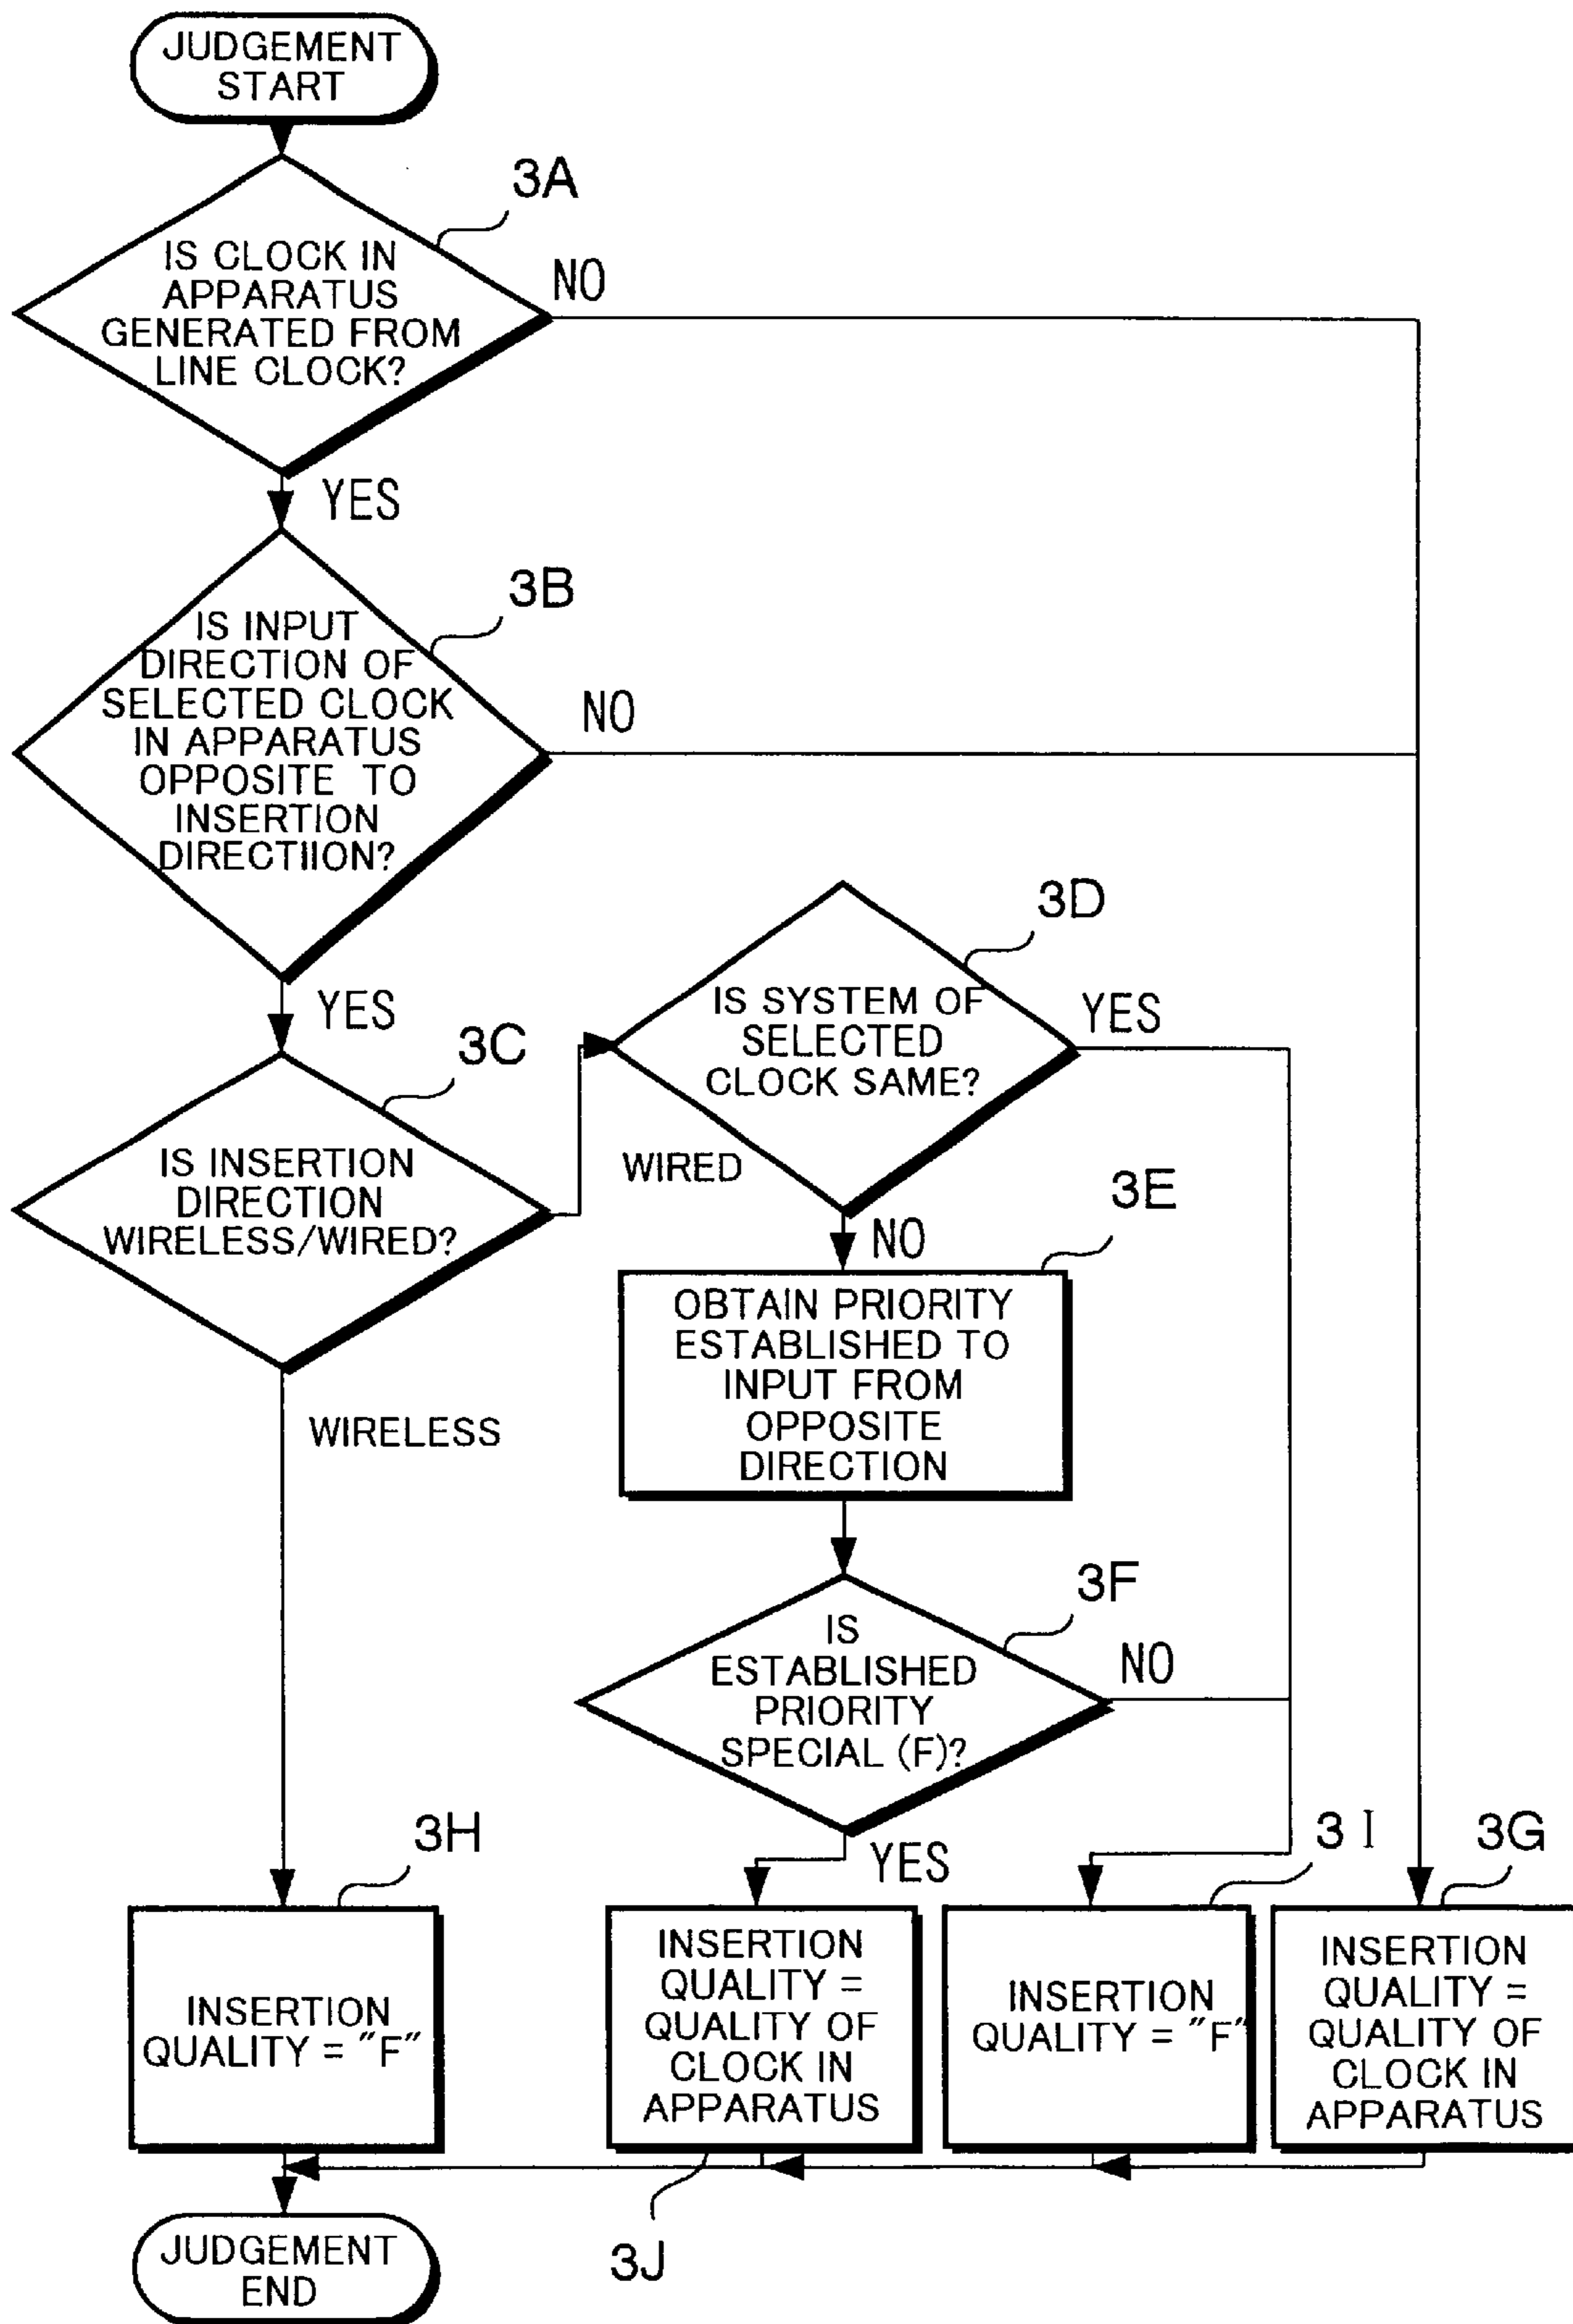 JUDGEMENT
START
3A
IS CLOCK IN
APPARATUS
GENERATED FROM
LINE CLOCK?
NO
YES
3B
IS INPUT
DIRECTION OF
SELECTED CLOCK
IN APPARATUS
OPPOSITE TO
INSERTION
DIRECTIION?
NO
YES
3C
IS INSERTION
DIRECTION
WIRELESS/WIRED?
WIRED
WIRELESS
3D
IS SYSTEM OF
SELECTED
CLOCK SAME?
YES
NO
3E
OBTAIN PRIORITY
ESTABLISHED TO
INPUT FROM
OPPOSITE
DIRECTION
3F
IS
ESTABLISHED
PRIORITY
SPECIAL (F)?
NO
YES
3H
INSERTION
QUALITY = "F"
INSERTION
QUALITY =
QUALITY OF
CLOCK IN
APPARATUS
3J
3I
INSERTION
QUALITY = "F"
3G
INSERTION
QUALITY =
QUALITY OF
CLOCK IN
APPARATUS
JUDGEMENT
END